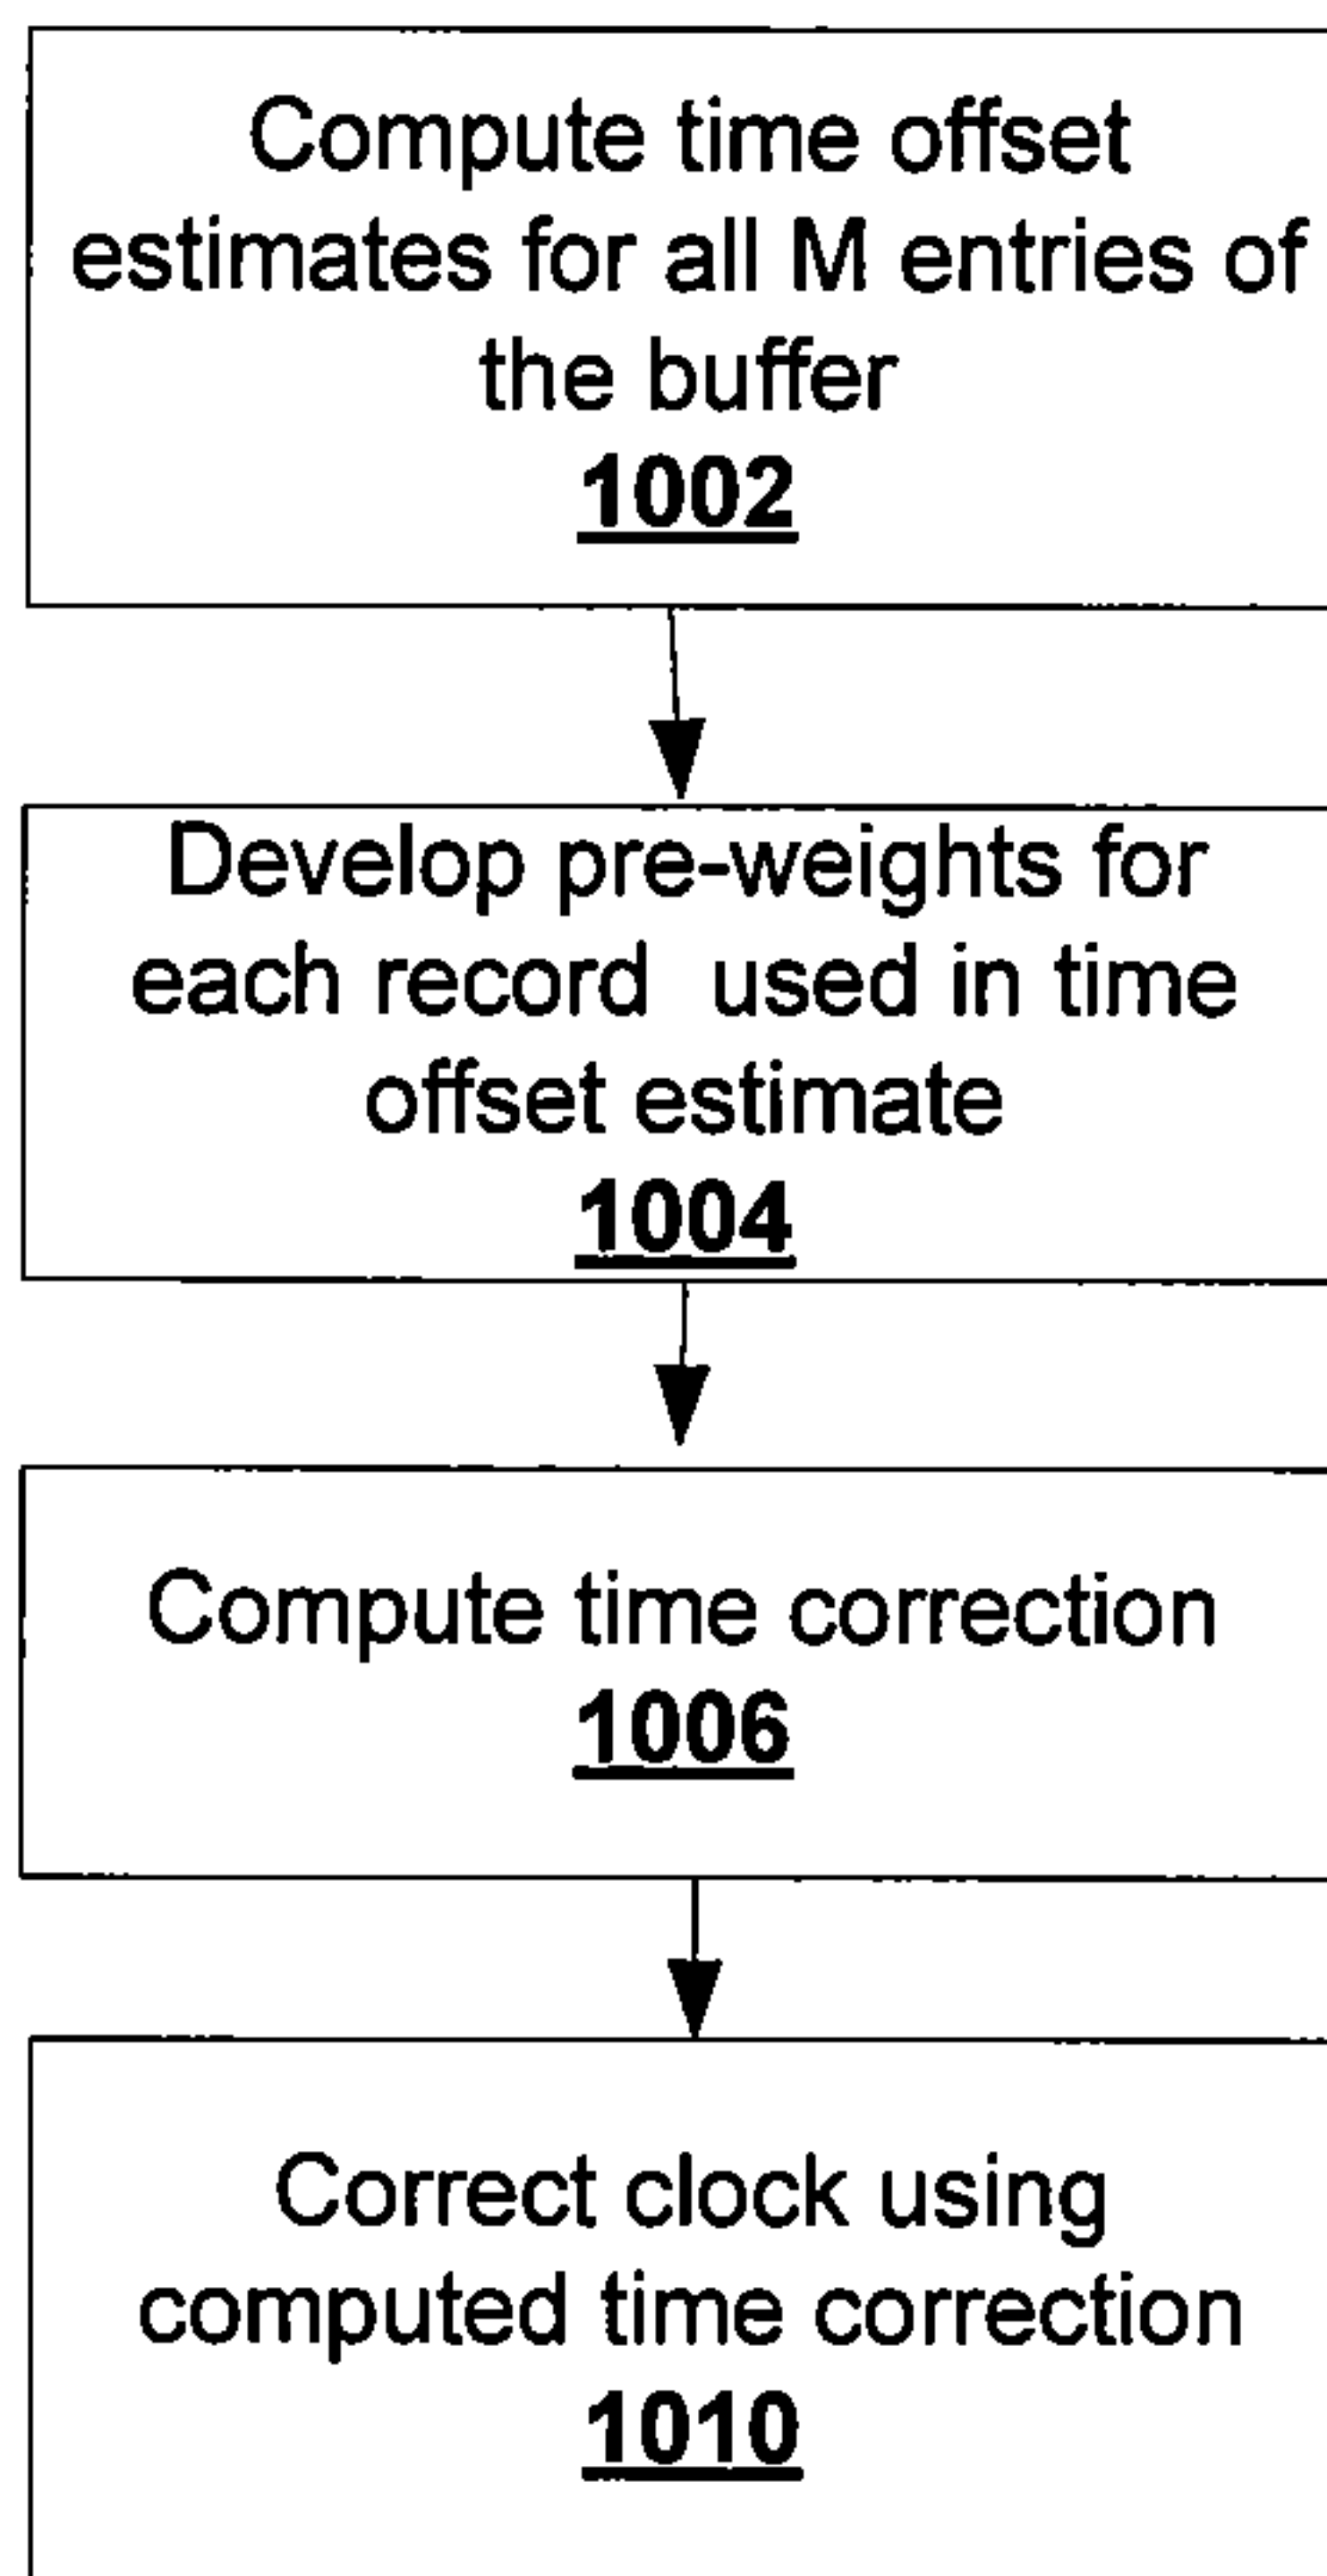 Compute time offset
estimates for all M entries of
the buffer
1002
Develop pre-weights for
each record used in time
offset estimate
1004
Compute time correction
1006
Correct clock using
computed time correction
1010